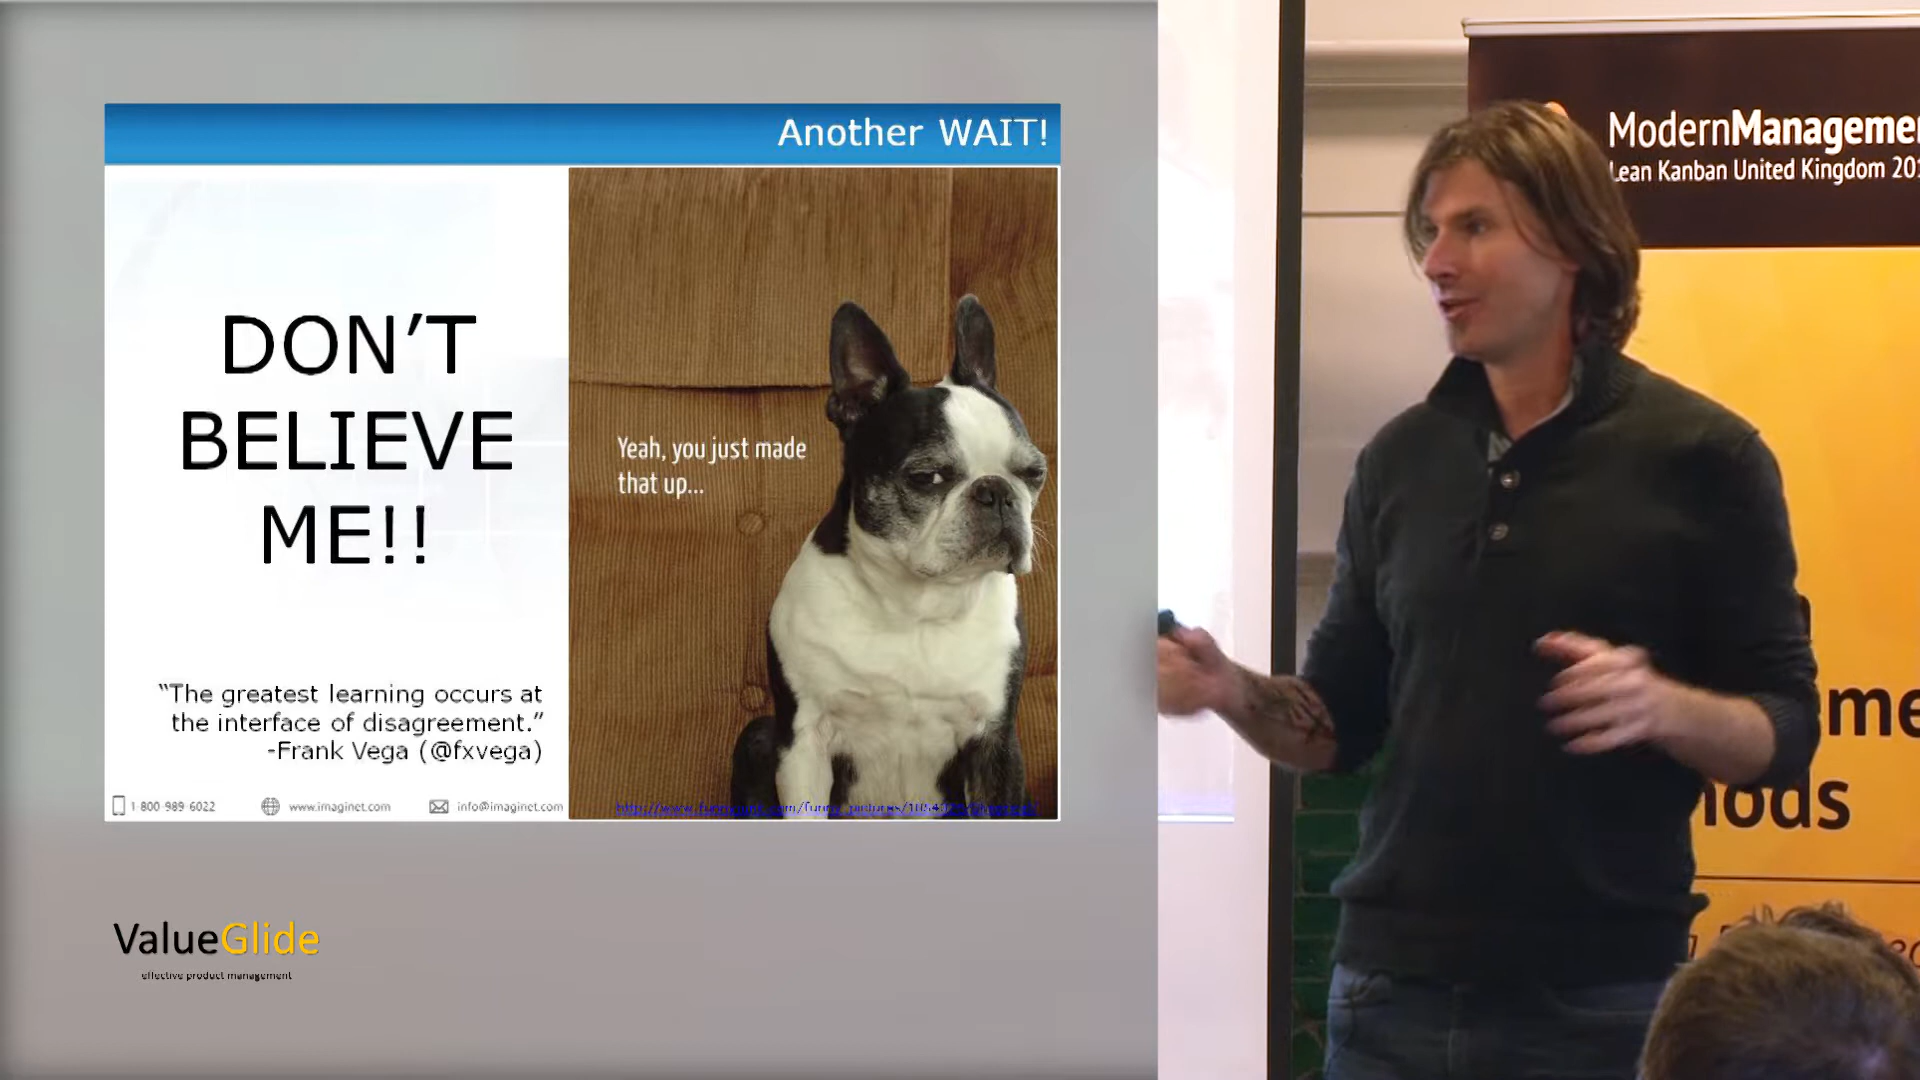 Another WAIT!
DON’T
BELIEVE
ME!!
Yeah, you just made
that up...
“The greatest learning occurs at
the interface of disagreement.”
-Frank Vega (@fxvega)
1-800-989-6022
www.imaginet.com
info@imaginet.com
ValueGlide
effective product management
ModernManagemen
Lean Kanban United Kingdom 201